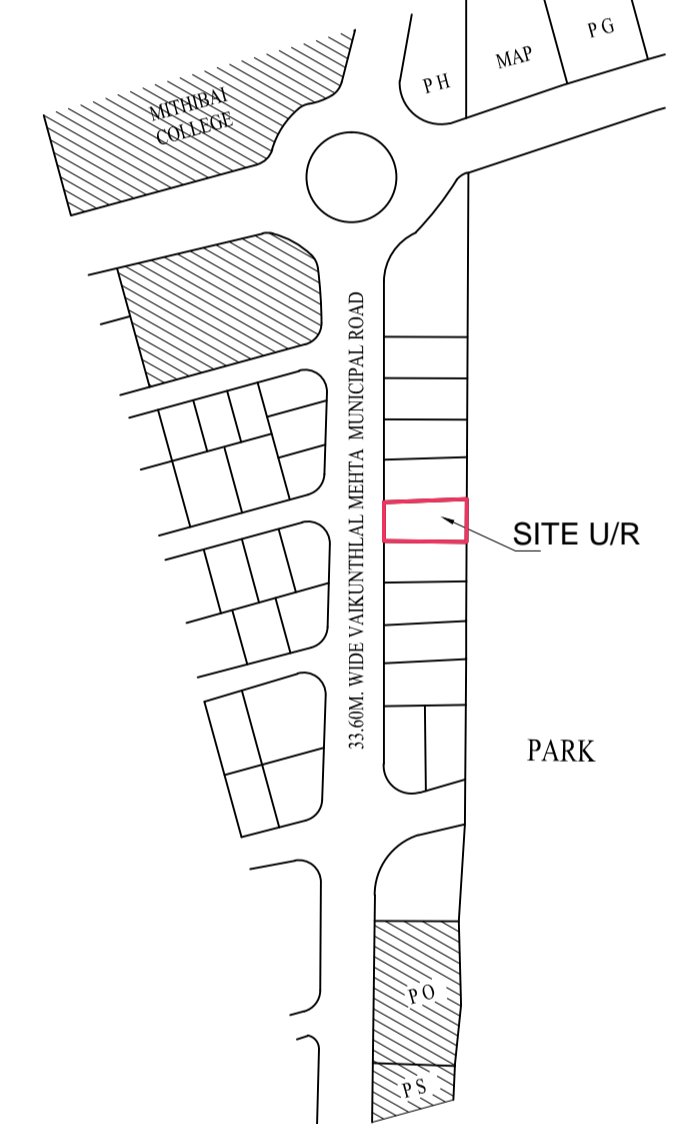 PG
MAP
PH
MITHIBAI
COLLEGE
33.60M. WIDE VAIKUNTHLAL MEHTA MUNICIPAL ROAD
SITE U/R
PARK
PO
PS